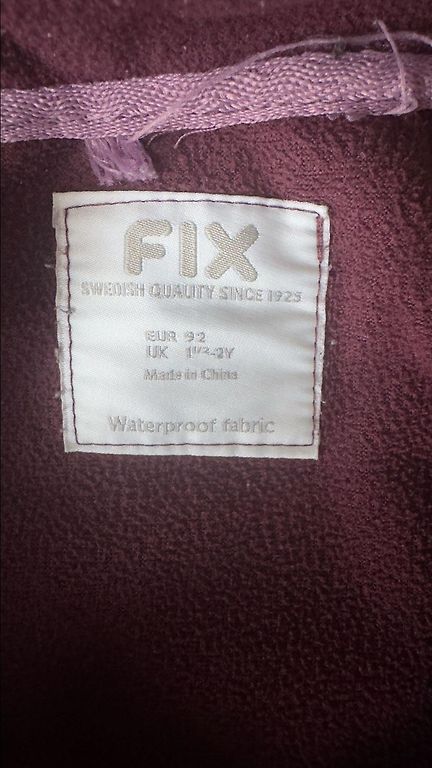 FIX
SWEDISH QUALITY SINCE 1925
EUR 92
UK 1½-2Y
Made in China
Waterproof fabric